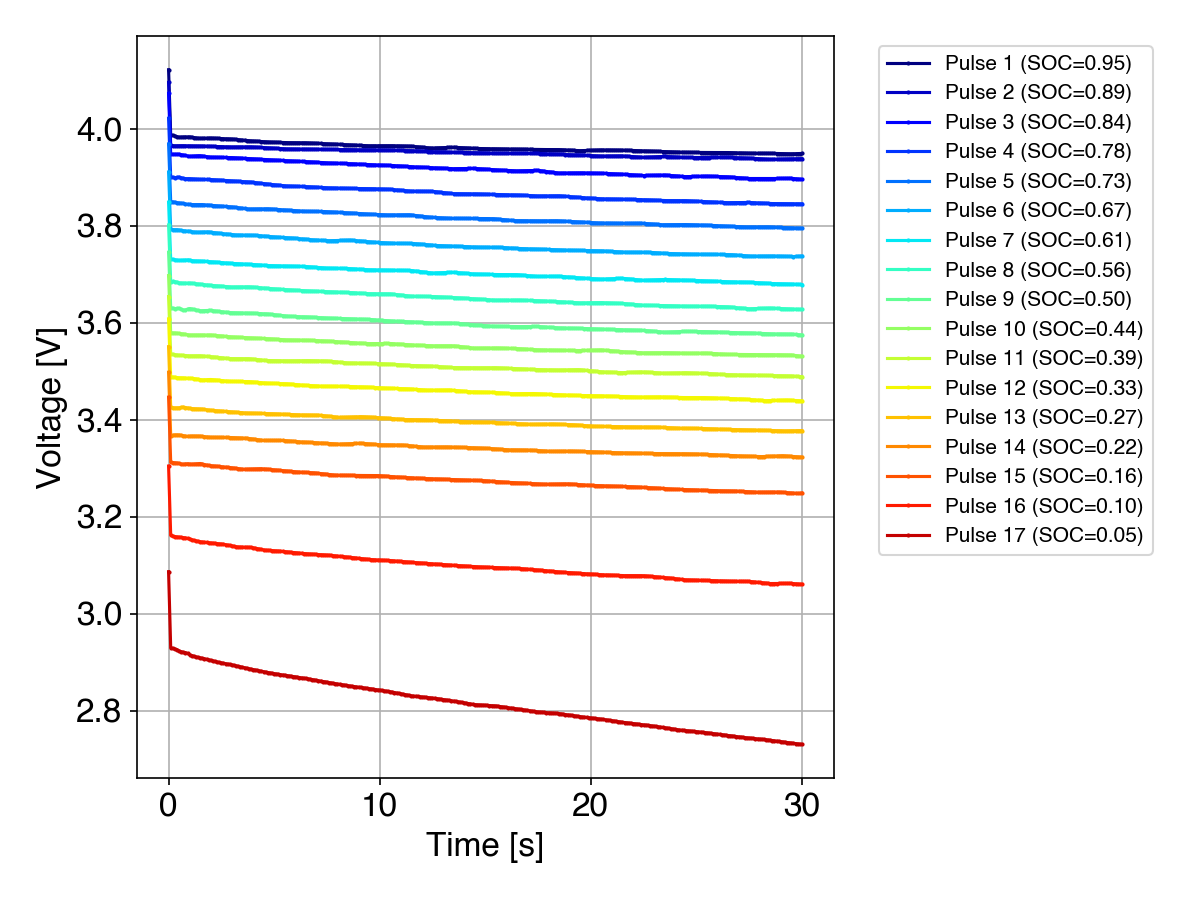 4.0
3.8
3.6
3.4
3.2
3.0
2.8
Voltage [V]
0 10 20 30
Time [s]
Pulse 1 (SOC=0.95)
Pulse 2 (SOC=0.89)
Pulse 3 (SOC=0.84)
Pulse 4 (SOC=0.78)
Pulse 5 (SOC=0.73)
Pulse 6 (SOC=0.67)
Pulse 7 (SOC=0.61)
Pulse 8 (SOC=0.56)
Pulse 9 (SOC=0.50)
Pulse 10 (SOC=0.44)
Pulse 11 (SOC=0.39)
Pulse 12 (SOC=0.33)
Pulse 13 (SOC=0.27)
Pulse 14 (SOC=0.22)
Pulse 15 (SOC=0.16)
Pulse 16 (SOC=0.10)
Pulse 17 (SOC=0.05)